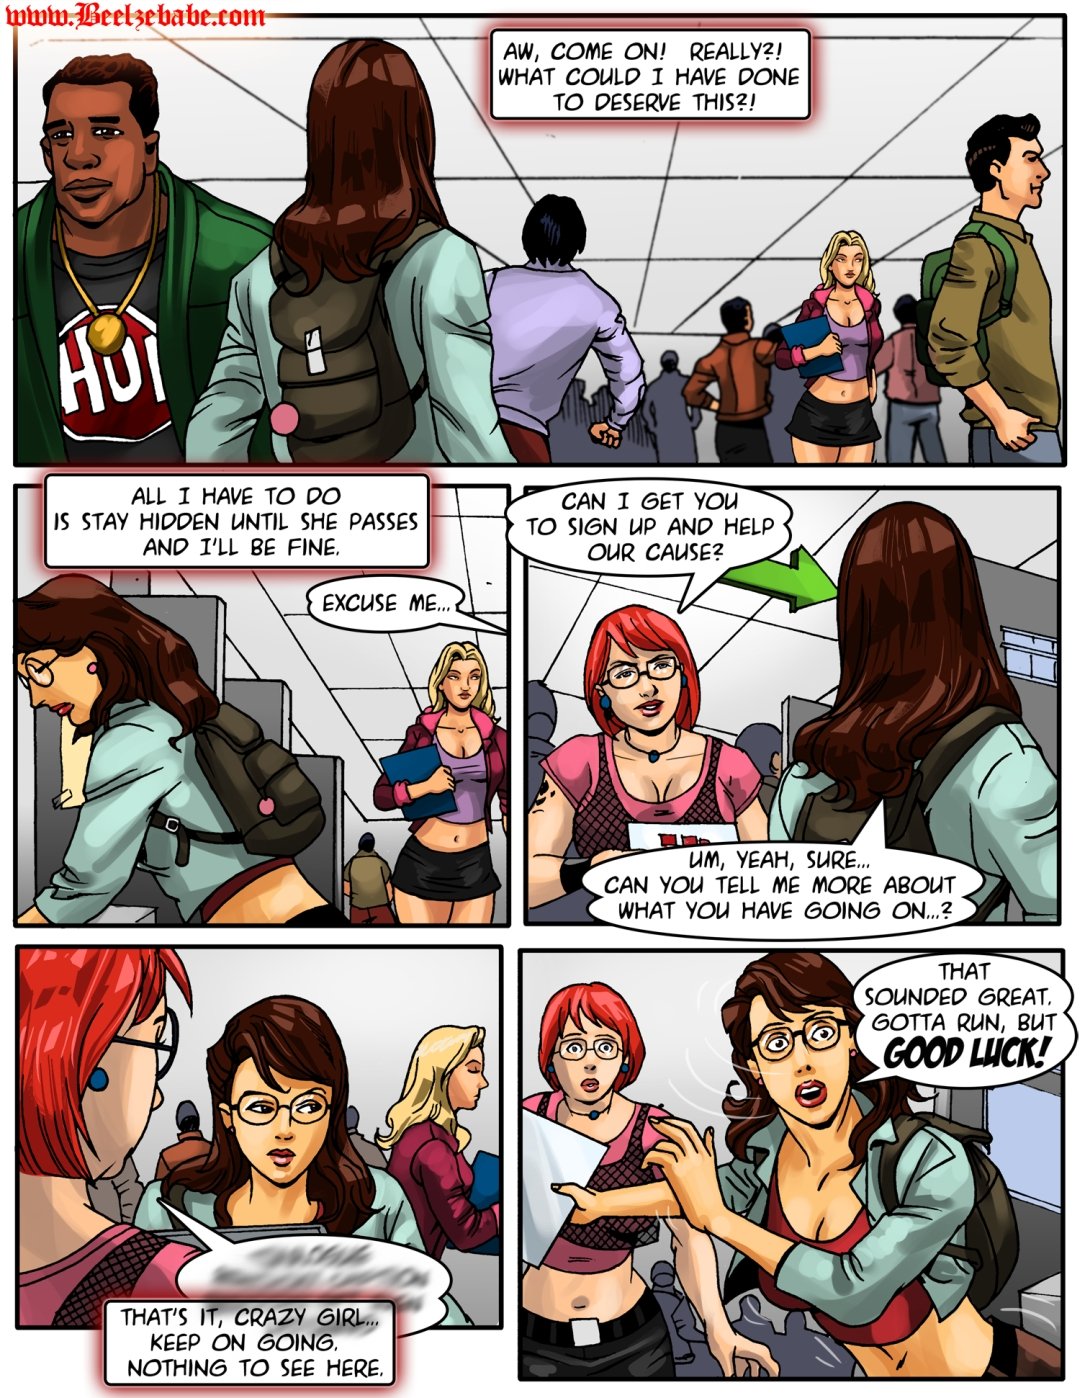 www.Beelzebabe.com
AW, COME ON! REALLY?!
WHAT COULD I HAVE DONE
TO DESERVE THIS?!
HOT
ALL I HAVE TO DO
IS STAY HIDDEN UNTIL SHE PASSES
AND I'LL BE FINE.
EXCUSE ME...
CAN I GET YOU
TO SIGN UP AND HELP
OUR CAUSE?
UM, YEAH, SURE...
CAN YOU TELL ME MORE ABOUT
WHAT YOU HAVE GOING ON...?
THAT'S IT, CRAZY GIRL...
KEEP ON GOING.
NOTHING TO SEE HERE.
THAT
SOUNDED GREAT.
GOTTA RUN, BUT
GOOD LUCK!